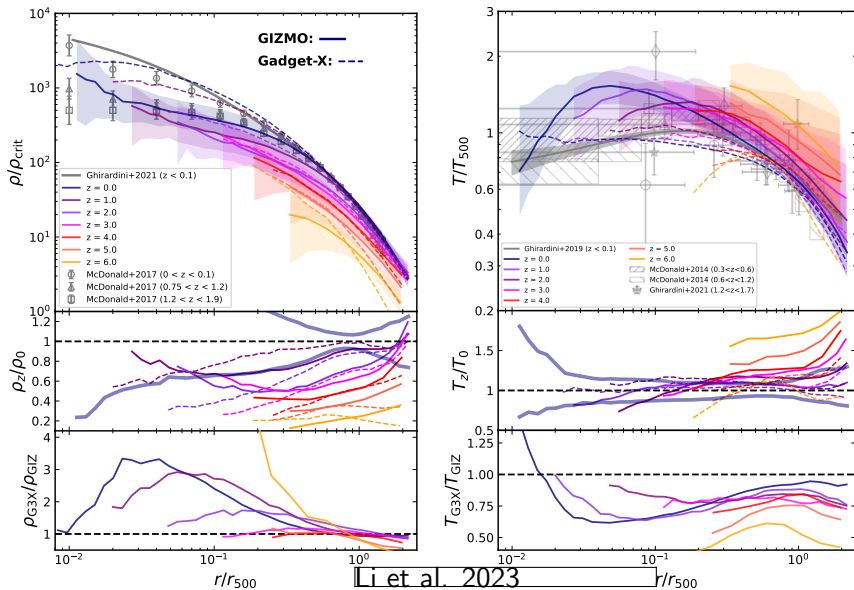 ρ/ρcrit
10⁴
10³
10²
10¹
10⁰
GIZMO:
Gadget-X:
Ghirardini+2021 (z < 0.1)
z = 0.0
z = 1.0
z = 2.0
z = 3.0
z = 4.0
z = 5.0
z = 6.0
McDonald+2017 (0 < z < 0.1)
McDonald+2017 (0.75 < z < 1.2)
McDonald+2017 (1.2 < z < 1.9)
ρz/ρ0
1.2
1.0
0.8
0.6
0.4
0.2
ρG3X/ρGIZ
4
3
2
1
10⁻² 10⁻¹ 10⁰
r/r500
T/T500
2
1
0.6
0.4
0.3
0.2
Ghirardini+2019 (z < 0.1)
z = 0.0
z = 1.0
z = 2.0
z = 3.0
z = 4.0
z = 5.0
z = 6.0
McDonald+2014 (0.3<z<0.6)
McDonald+2014 (0.6<z<1.2)
Ghirardini+2021 (1.2<z<1.7)
Tz/T0
1.5
1.0
0.5
TG3X/TGIZ
1.25
1.00
0.75
0.50
10⁻² 10⁻¹ 10⁰
r/r500
Li et al. 2023